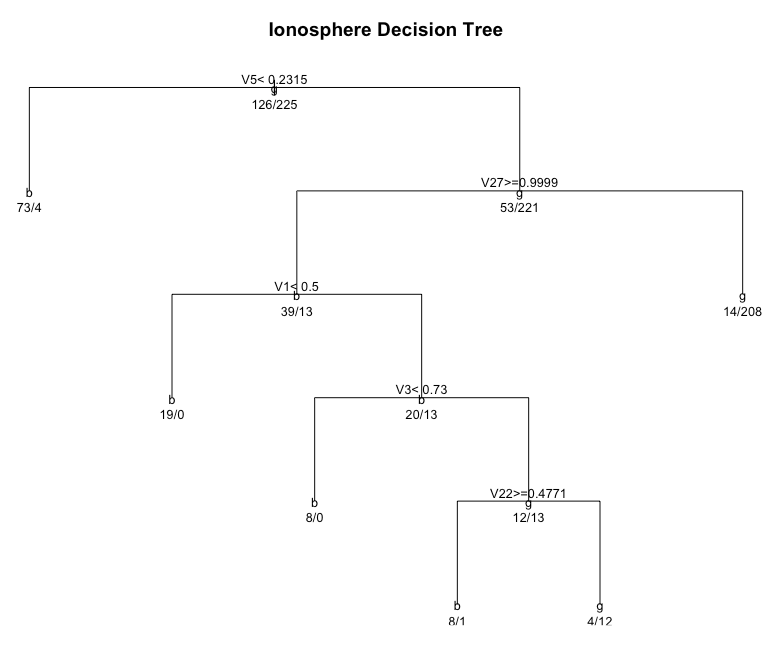 Ionosphere Decision Tree
V5< 0.2315
g
126/225
b
73/4
V27>=0.9999
g
53/221
V1< 0.5
b
39/13
g
14/208
b
19/0
V3< 0.73
b
20/13
b
8/0
V22>=0.4771
g
12/13
b
8/1
g
4/12